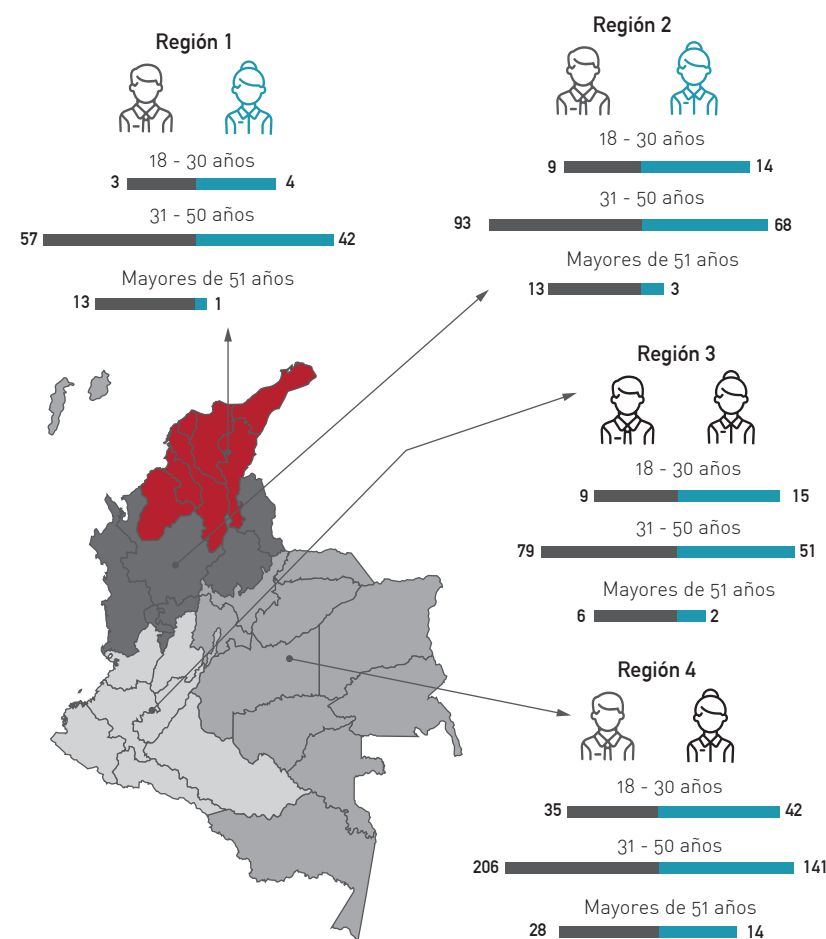 Región 1
18 - 30 años
3 4
31 - 50 años
57 42
Mayores de 51 años
13 1
Región 2
18 - 30 años
9 14
31 - 50 años
93 68
Mayores de 51 años
13 3
Región 3
18 - 30 años
9 15
31 - 50 años
79 51
Mayores de 51 años
6 2
Región 4
18 - 30 años
35 42
31 - 50 años
206 141
Mayores de 51 años
28 14